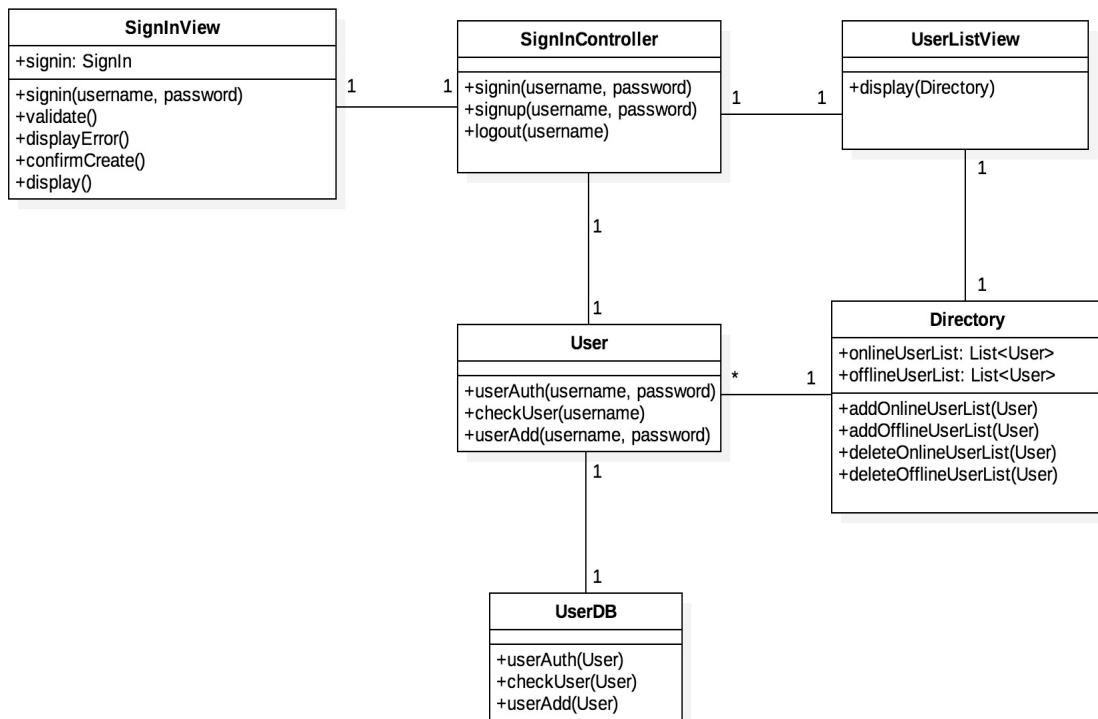 SignInView
+signin: SignIn
+signin(username, password)
+validate()
+displayError()
+confirmCreate()
+display()
1
1
SignInController
+signin(username, password)
+signup(username, password)
+logout(username)
1
1
UserListView
+display(Directory)
1
1
1
1
User
+userAuth(username, password)
+checkUser(username)
+userAdd(username, password)
*
1
Directory
+onlineUserList: List<User>
+offlineUserList: List<User>
+addOnlineUserList(User)
+addOfflineUserList(User)
+deleteOnlineUserList(User)
+deleteOfflineUserList(User)
1
1
UserDB
+userAuth(User)
+checkUser(User)
+userAdd(User)